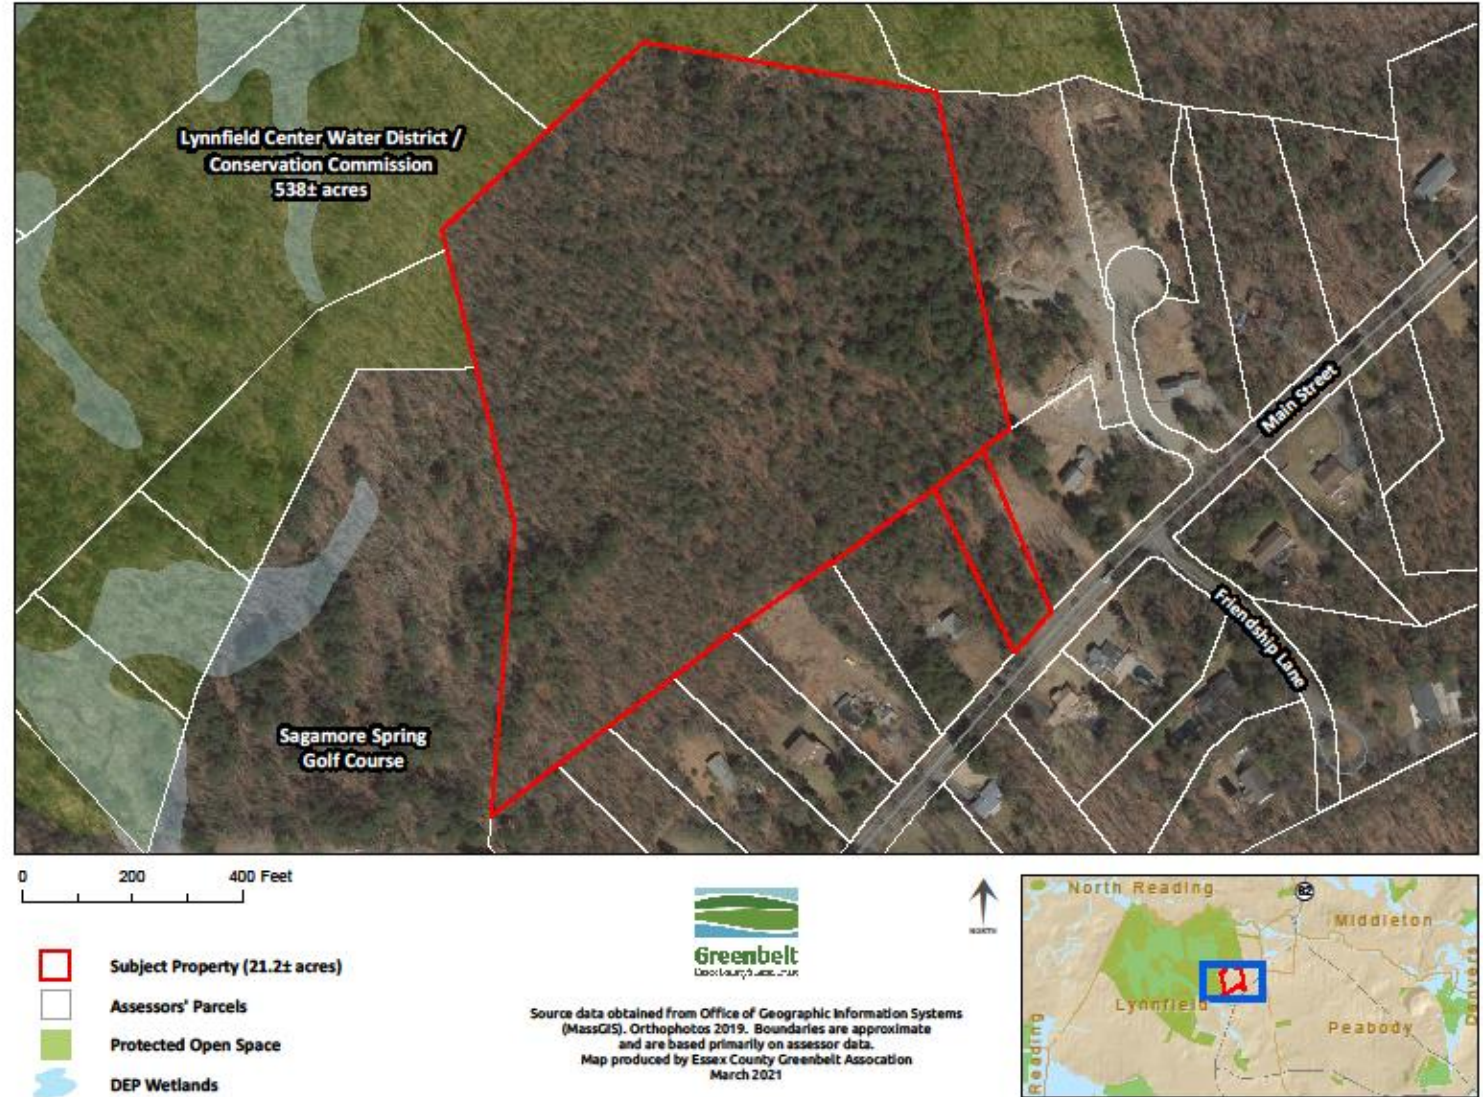 Lynnfield Center Water District /
Conservation Commission
538± acres
Main Street
Friendship Lane
Sagamore Spring
Golf Course
0 200 400 Feet
Subject Property (21.2± acres)
Assessors' Parcels
Protected Open Space
DEP Wetlands
Greenbelt
Source data obtained from Office of Geographic Information Systems
(MassGIS). Orthophotos 2019. Boundaries are approximate
and are based primarily on assessor data.
Map produced by Essex County Greenbelt Assocation
March 2021
NORTH
North Reading
62
Middleton
Lynnfield
Peabody
Reading